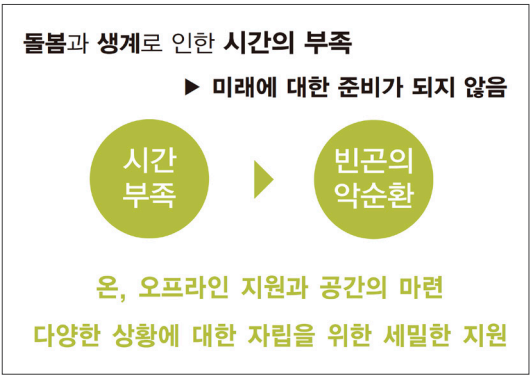 돌봄과 생계로 인한 시간의 부족
▶ 미래에 대한 준비가 되지 않음
시간
부족
빈곤의
악순환
온, 오프라인 지원과 공간의 마련
다양한 상황에 대한 자립을 위한 세밀한 지원